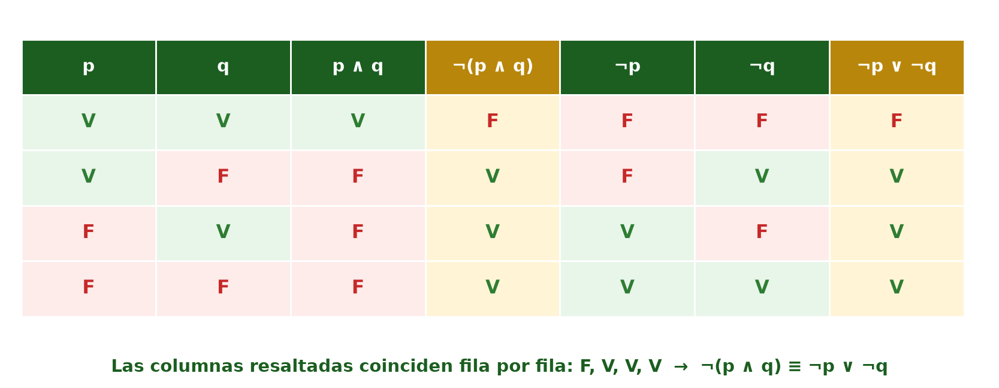 p q p ∧ q ¬(p ∧ q) ¬p ¬q ¬p ∨ ¬q
V V V F F F F
V F F V F V V
F V F V V F V
F F F V V V V
Las columnas resaltadas coinciden fila por fila: F, V, V, V → ¬(p ∧ q) ≡ ¬p ∨ ¬q